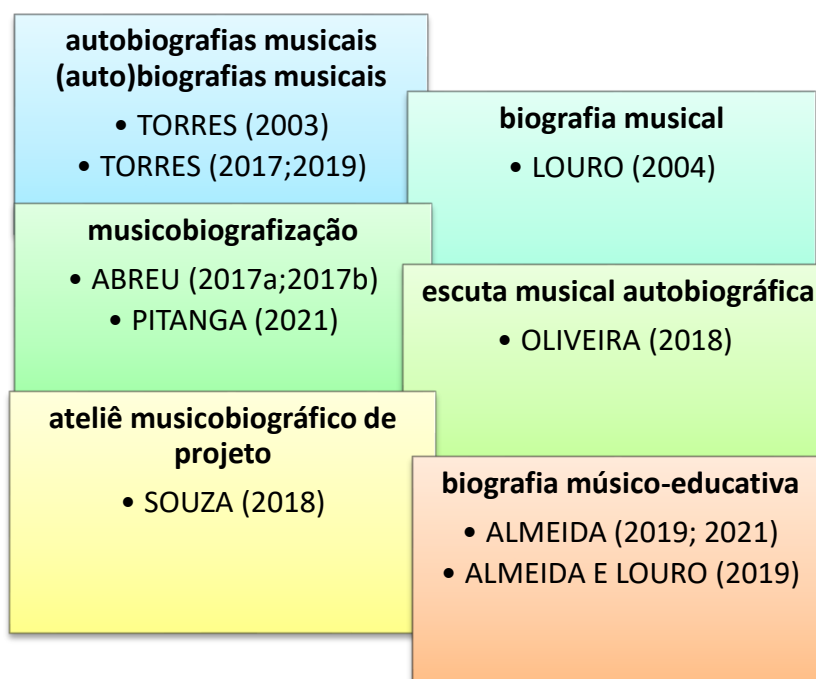 autobiografias musicais
(auto)biografias musicais
• TORRES (2003)
• TORRES (2017;2019)
biografia musical
• LOURO (2004)
musicobiografização
• ABREU (2017a;2017b)
• PITANGA (2021)
escuta musical autobiográfica
• OLIVEIRA (2018)
ateliê musicobiográfico de
projeto
• SOUZA (2018)
biografia músico-educativa
• ALMEIDA (2019; 2021)
• ALMEIDA E LOURO (2019)